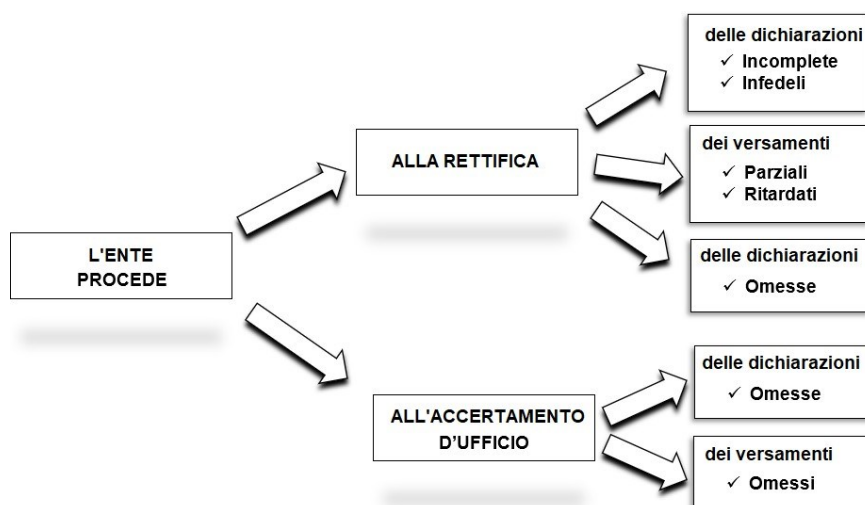 L'ENTE
PROCEDE
ALLA RETTIFICA
delle dichiarazioni
✓ Incomplete
✓ Infedeli
dei versamenti
✓ Parziali
✓ Ritardati
delle dichiarazioni
✓ Omesse
ALL'ACCERTAMENTO
D'UFFICIO
delle dichiarazioni
✓ Omesse
dei versamenti
✓ Omessi